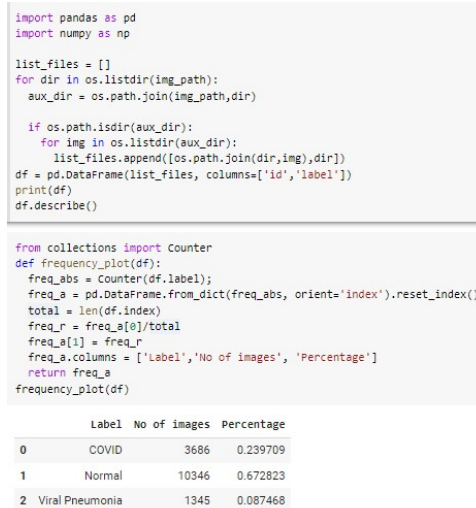 import pandas as pd
import numpy as np
list_files = []
for dir in os.listdir(img_path):
  aux_dir = os.path.join(img_path,dir)
  if os.path.isdir(aux_dir):
    for img in os.listdir(aux_dir):
      list_files.append([os.path.join(dir,img),dir])
df = pd.DataFrame(list_files, columns=['id','label'])
print(df)
df.describe()
from collections import Counter
def frequency_plot(df):
  freq_abs = Counter(df.label);
  freq_a = pd.DataFrame.from_dict(freq_abs, orient='index').reset_index()
  total = len(df.index)
  freq_r = freq_a[0]/total
  freq_a[1] = freq_r
  freq_a.columns = ['Label','No of images', 'Percentage']
  return freq_a
frequency_plot(df)
Label No of images Percentage
0 COVID 3686 0.239709
1 Normal 10346 0.672823
2 Viral Pneumonia 1345 0.087468